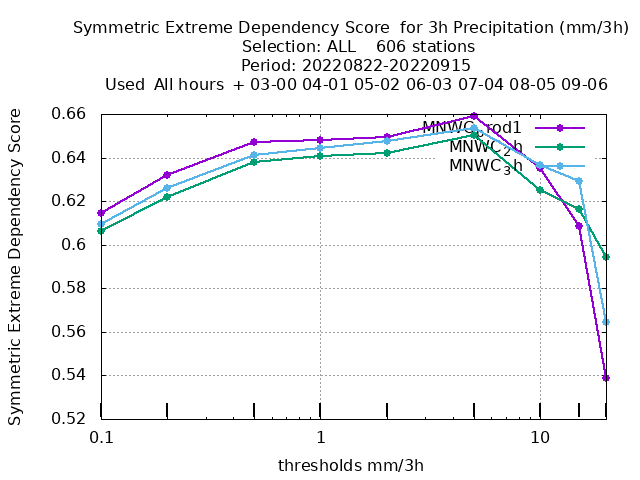 Symmetric Extreme Dependency Score for 3h Precipitation (mm/3h)
Selection: ALL 606 stations
Period: 20220822-20220915
Used All hours + 03-00 04-01 05-02 06-03 07-04 08-05 09-06
Symmetric Extreme Dependency Score
0.66
0.64
0.62
0.6
0.58
0.56
0.54
0.52
MNWC
MNWC2h
MNWC3h
0.1
1
10
thresholds mm/3h